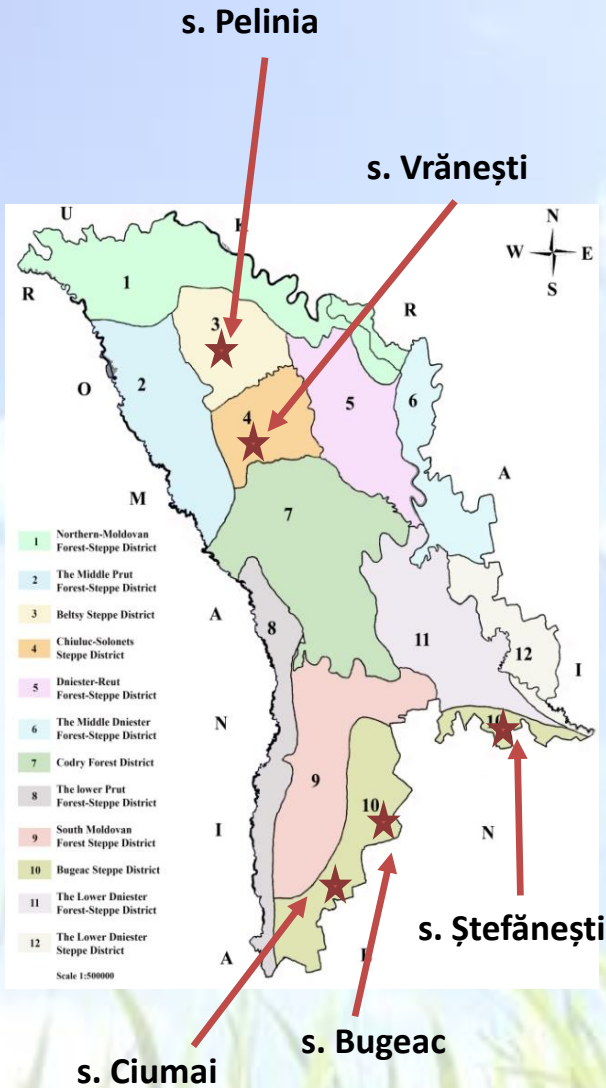 s. Pelinia
s. Vrănești
U
K
R
R
A
I
N
E
N
W E
S
R
O
M
A
N
I
A
1
2
3
4
5
6
7
8
9
10
10
11
12
1 Northern-Moldovan
Forest-Steppe District
2 The Middle Prut
Forest-Steppe District
3 Beltsy Steppe District
4 Chiuluc-Solonets
Steppe District
5 Dniester-Reut
Forest-Steppe District
6 The Middle Dniester
Forest-Steppe District
7 Codry Forest District
8 The lower Prut
Forest-Steppe District
9 South Moldovan
Forest Steppe District
10 Bugeac Steppe District
11 The Lower Dniester
Forest-Steppe District
12 The Lower Dniester
Steppe District
Scale 1:500000
s. Ștefănești
s. Bugeac
s. Ciumai